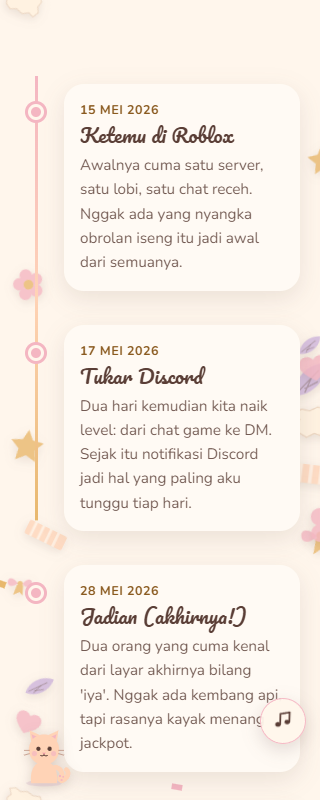 15 MEI 2026
Ketemu di Roblox
Awalnya cuma satu server,
satu lobi, satu chat receh.
Nggak ada yang nyangka
obrolan iseng itu jadi awal
dari semuanya.
17 MEI 2026
Tukar Discord
Dua hari kemudian kita naik
level: dari chat game ke DM.
Sejak itu notifikasi Discord
jadi hal yang paling aku
tunggu tiap hari.
28 MEI 2026
Jadian (akhirnya!)
Dua orang yang cuma kenal
dari layar akhirnya bilang
'iya'. Nggak ada kembang api,
tapi rasanya kayak menang
jackpot.